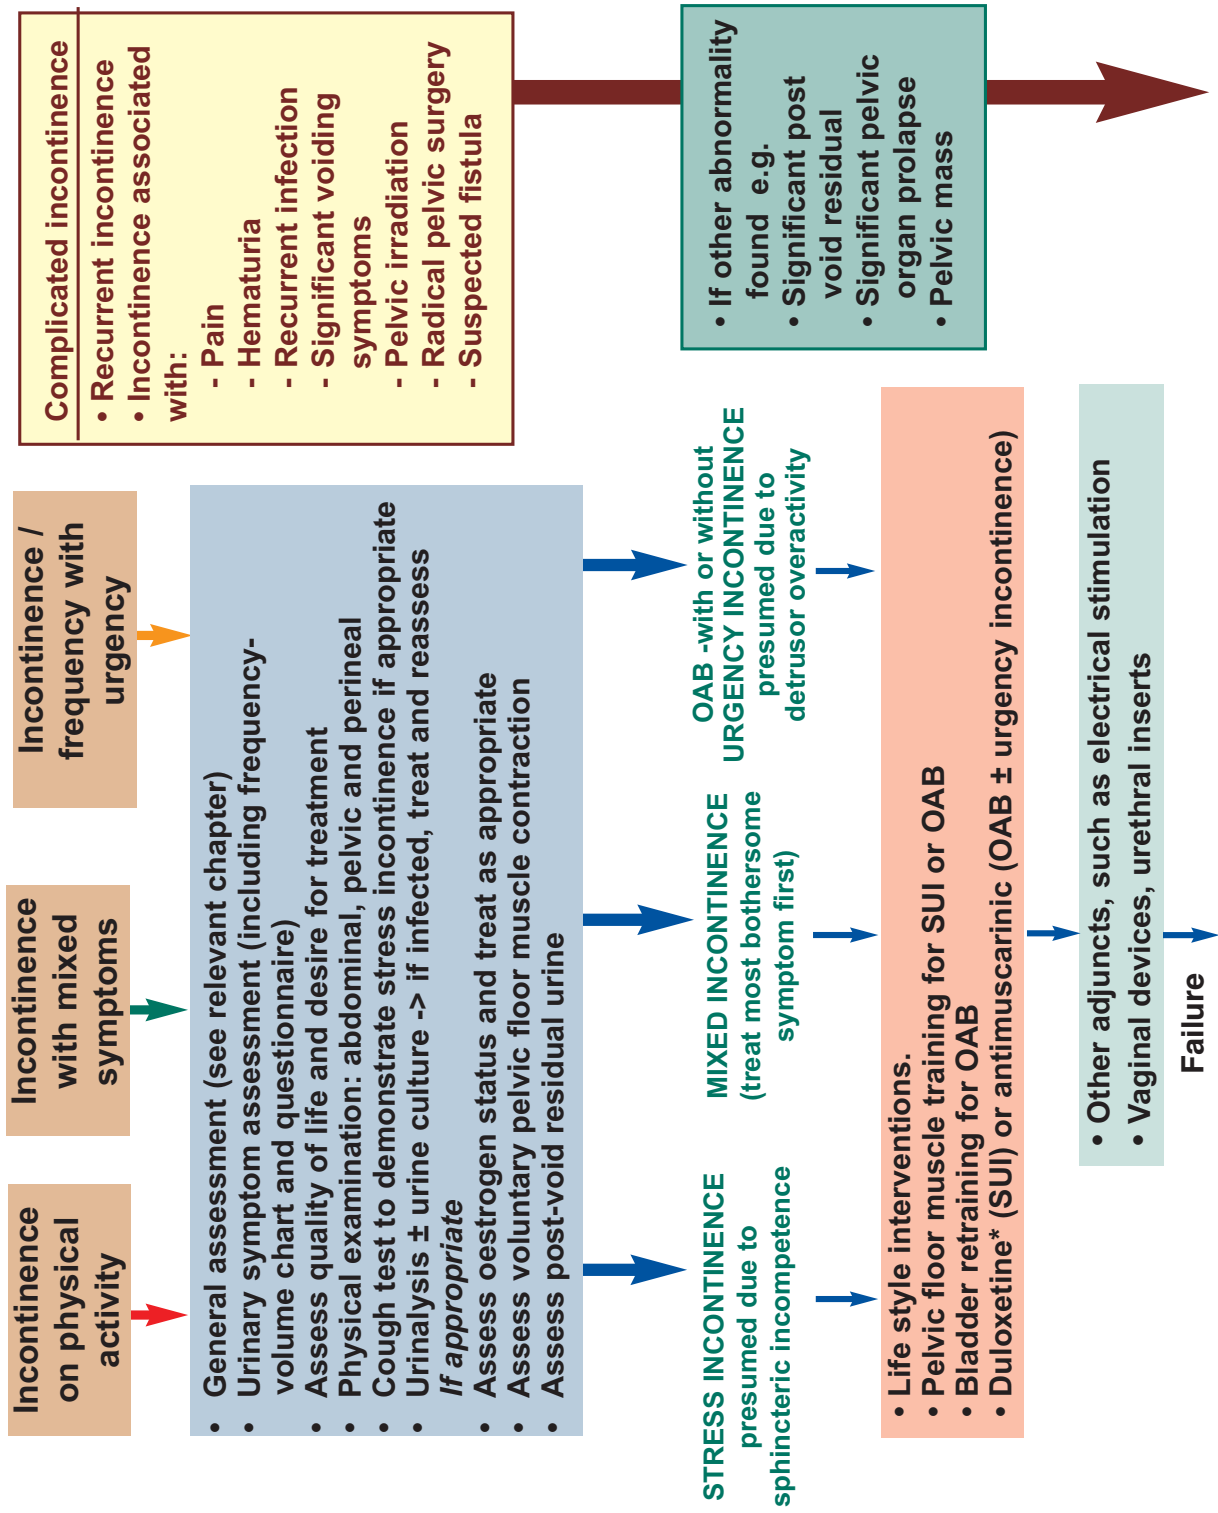 Incontinence
on physical
activity
Incontinence
with mixed
symptoms
Incontinence /
frequency with
urgency
Complicated incontinence
• Recurrent incontinence
• Incontinence associated
with:
- Pain
- Hematuria
- Recurrent infection
- Significant voiding
symptoms
- Pelvic irradiation
- Radical pelvic surgery
- Suspected fistula
• General assessment (see relevant chapter)
• Urinary symptom assessment (including frequency-
volume chart and questionnaire)
• Assess quality of life and desire for treatment
• Physical examination: abdominal, pelvic and perineal
• Cough test to demonstrate stress incontinence if appropriate
• Urinalysis ± urine culture -> if infected, treat and reassess
If appropriate
• Assess oestrogen status and treat as appropriate
• Assess voluntary pelvic floor muscle contraction
• Assess post-void residual urine
STRESS INCONTINENCE
presumed due to
sphincteric incompetence
MIXED INCONTINENCE
(treat most bothersome
symptom first)
OAB -with or without
URGENCY INCONTINENCE
presumed due to
detrusor overactivity
• If other abnormality
found e.g.
• Significant post
void residual
• Significant pelvic
organ prolapse
• Pelvic mass
• Life style interventions.
• Pelvic floor muscle training for SUI or OAB
• Bladder retraining for OAB
• Duloxetine* (SUI) or antimuscarinic (OAB ± urgency incontinence)
• Other adjuncts, such as electrical stimulation
• Vaginal devices, urethral inserts
Failure